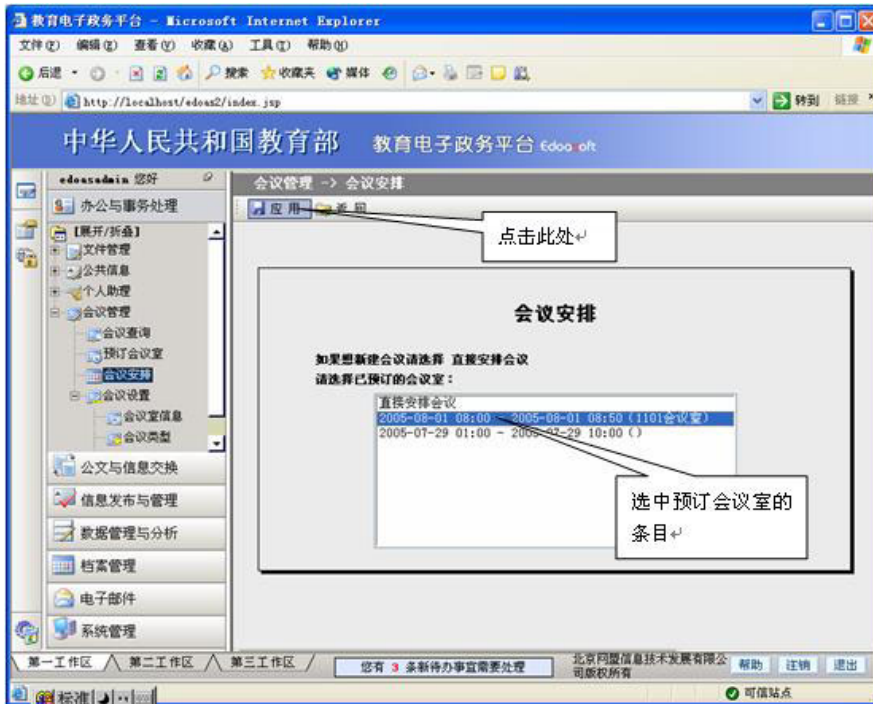 教育电子政务平台 - Microsoft Internet Explorer
文件(F) 编辑(E) 查看(V) 收藏(A) 工具(T) 帮助(H)
后退 搜索 收藏夹 媒体
地址(D) http://localhost/edoas2/index.jsp 转到 链接
中华人民共和国教育部 教育电子政务平台 Edoasoft
edoasadmin 您好
会议管理 -> 会议安排
办公与事务处理
应用 返回
点击此处
【展开/折叠】
文件管理
公共信息
个人助理
会议管理
会议查询
预订会议室
会议安排
会议设置
会议室信息
会议类型
会议安排
如果想新建会议请选择 直接安排会议
请选择已预订的会议室：
直接安排会议
2005-08-01 08:00 - 2005-08-01 08:50 (1101会议室)
2005-07-29 01:00 - 2005-07-29 10:00 ()
选中预订会议室的
条目
公文与信息交换
信息发布与管理
数据管理与分析
档案管理
电子邮件
系统管理
第一工作区 第二工作区 第三工作区
您有 3 条新待办事宜需要处理
北京网盟信息技术发展有限公
司版权所有
帮助 注销 退出
标准
可信站点